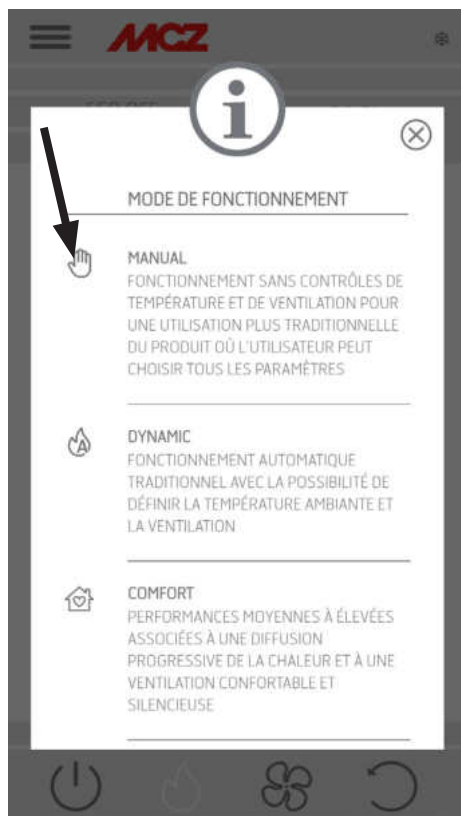 MCZ
MODE DE FONCTIONNEMENT
MANUAL
FONCTIONNEMENT SANS CONTRÔLES DE
TEMPÉRATURE ET DE VENTILATION POUR
UNE UTILISATION PLUS TRADITIONNELLE
DU PRODUIT OÙ L'UTILISATEUR PEUT
CHOISIR TOUS LES PARAMÈTRES
DYNAMIC
FONCTIONNEMENT AUTOMATIQUE
TRADITIONNEL AVEC LA POSSIBILITÉ DE
DÉFINIR LA TEMPÉRATURE AMBIANTE ET
LA VENTILATION
COMFORT
PERFORMANCES MOYENNES À ÉLEVÉES
ASSOCIÉES À UNE DIFFUSION
PROGRESSIVE DE LA CHALEUR ET À UNE
VENTILATION CONFORTABLE ET
SILENCIEUSE